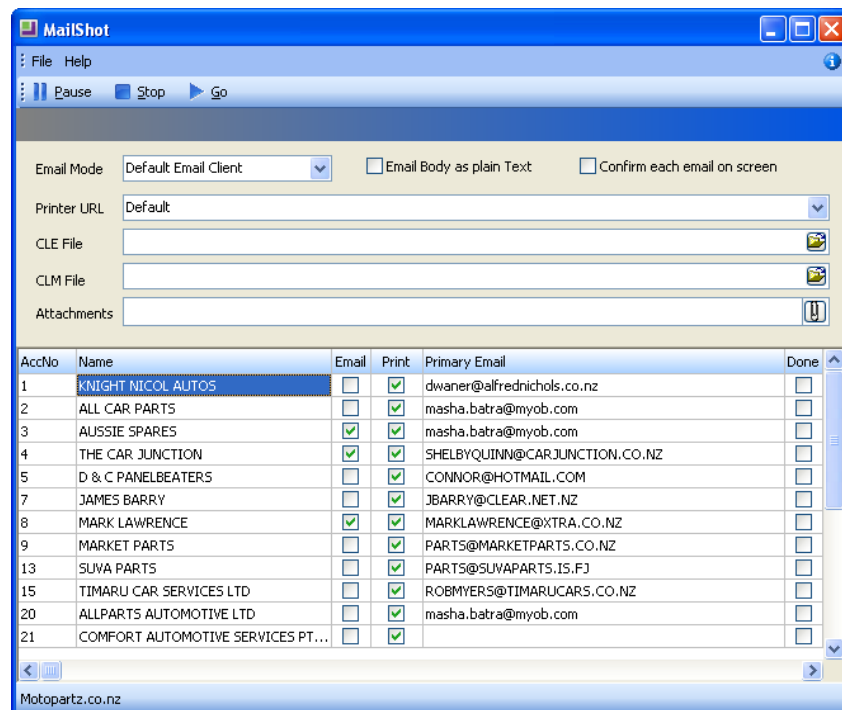 MailShot
File Help
Pause Stop Go
Email Mode Default Email Client Email Body as plain Text Confirm each email on screen
Printer URL Default
CLE File
CLM File
Attachments
AccNo Name Email Print Primary Email Done
1 KNIGHT NICOL AUTOS dwaner@alfrednichols.co.nz
2 ALL CAR PARTS masha.batra@myob.com
3 AUSSIE SPARES masha.batra@myob.com
4 THE CAR JUNCTION SHELBYQUINN@CARJUNCTION.CO.NZ
5 D & C PANELBEATERS CONNOR@HOTMAIL.COM
7 JAMES BARRY JBARRY@CLEAR.NET.NZ
8 MARK LAWRENCE MARKLAWRENCE@XTRA.CO.NZ
9 MARKET PARTS PARTS@MARKETPARTS.CO.NZ
13 SUVA PARTS PARTS@SUVAPARTS.IS.FJ
15 TIMARU CAR SERVICES LTD ROBMYERS@TIMARUCARS.CO.NZ
20 ALLPARTS AUTOMOTIVE LTD masha.batra@myob.com
21 COMFORT AUTOMOTIVE SERVICES PT...
Motopartz.co.nz